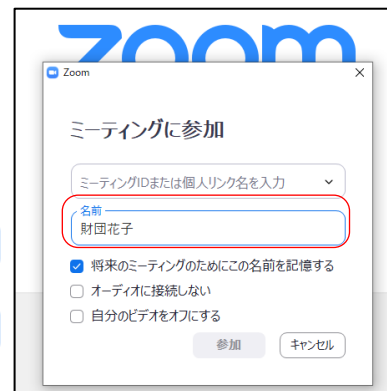 zoom
Zoom
ミーティングに参加
ミーティングIDまたは個人リンク名を入力
名前
財団花子
将来のミーティングのためにこの名前を記憶する
オーディオに接続しない
自分のビデオをオフにする
参加 キャンセル